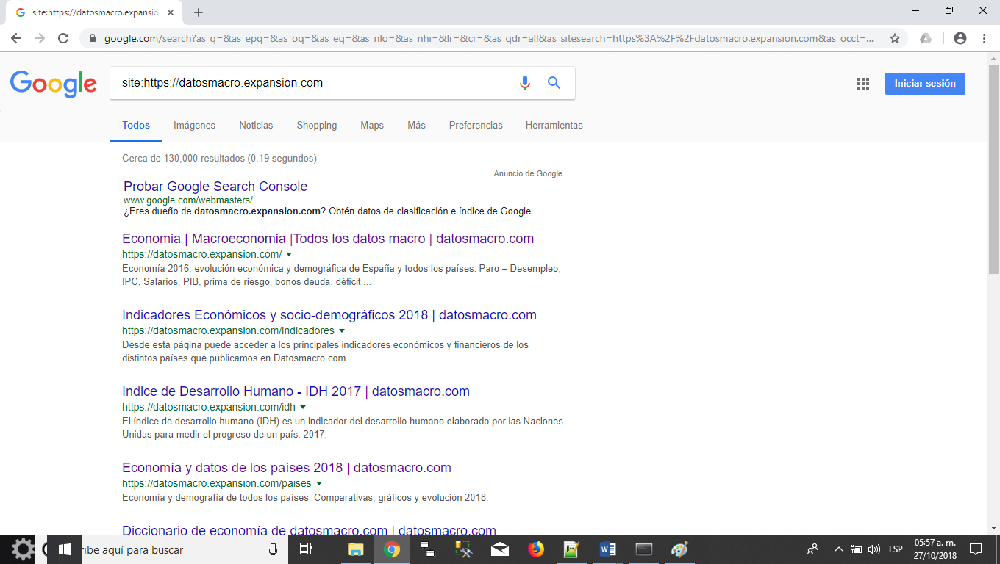 site:https://datosmacro.expansion
google.com/search?as_q=&as_epq=&as_oq=&as_eq=&as_nlo=&as_nhi=&lr=&cr=&as_qdr=all&as_sitesearch=https%3A%2F%2Fdatosmacro.expansion.com&as_occt=...
Google
site:https://datosmacro.expansion.com
Iniciar sesión
Todos Imágenes Noticias Shopping Maps Más Preferencias Herramientas
Cerca de 130,000 resultados (0.19 segundos)
Anuncio de Google
Probar Google Search Console
www.google.com/webmasters/
¿Eres dueño de datosmacro.expansion.com? Obtén datos de clasificación e índice de Google.
Economia | Macroeconomia |Todos los datos macro | datosmacro.com
https://datosmacro.expansion.com/
Economía 2016, evolución económica y demográfica de España y todos los países. Paro – Desempleo,
IPC, Salarios, PIB, prima de riesgo, bonos deuda, déficit ...
Indicadores Económicos y socio-demográficos 2018 | datosmacro.com
https://datosmacro.expansion.com/indicadores
Desde esta página puede acceder a los principales indicadores económicos y financieros de los
distintos países que publicamos en Datosmacro.com .
Indice de Desarrollo Humano - IDH 2017 | datosmacro.com
https://datosmacro.expansion.com/idh
El índice de desarrollo humano (IDH) es un indicador del desarrollo humano elaborado por las Naciones
Unidas para medir el progreso de un país. 2017.
Economía y datos de los países 2018 | datosmacro.com
https://datosmacro.expansion.com/paises
Economía y demografía de todos los países. Comparativas, gráficos y evolución 2018.
Diccionario de economía de datosmacro.com | datosmacro.com
ribe aquí para buscar
ESP
05:57 a. m.
27/10/2018